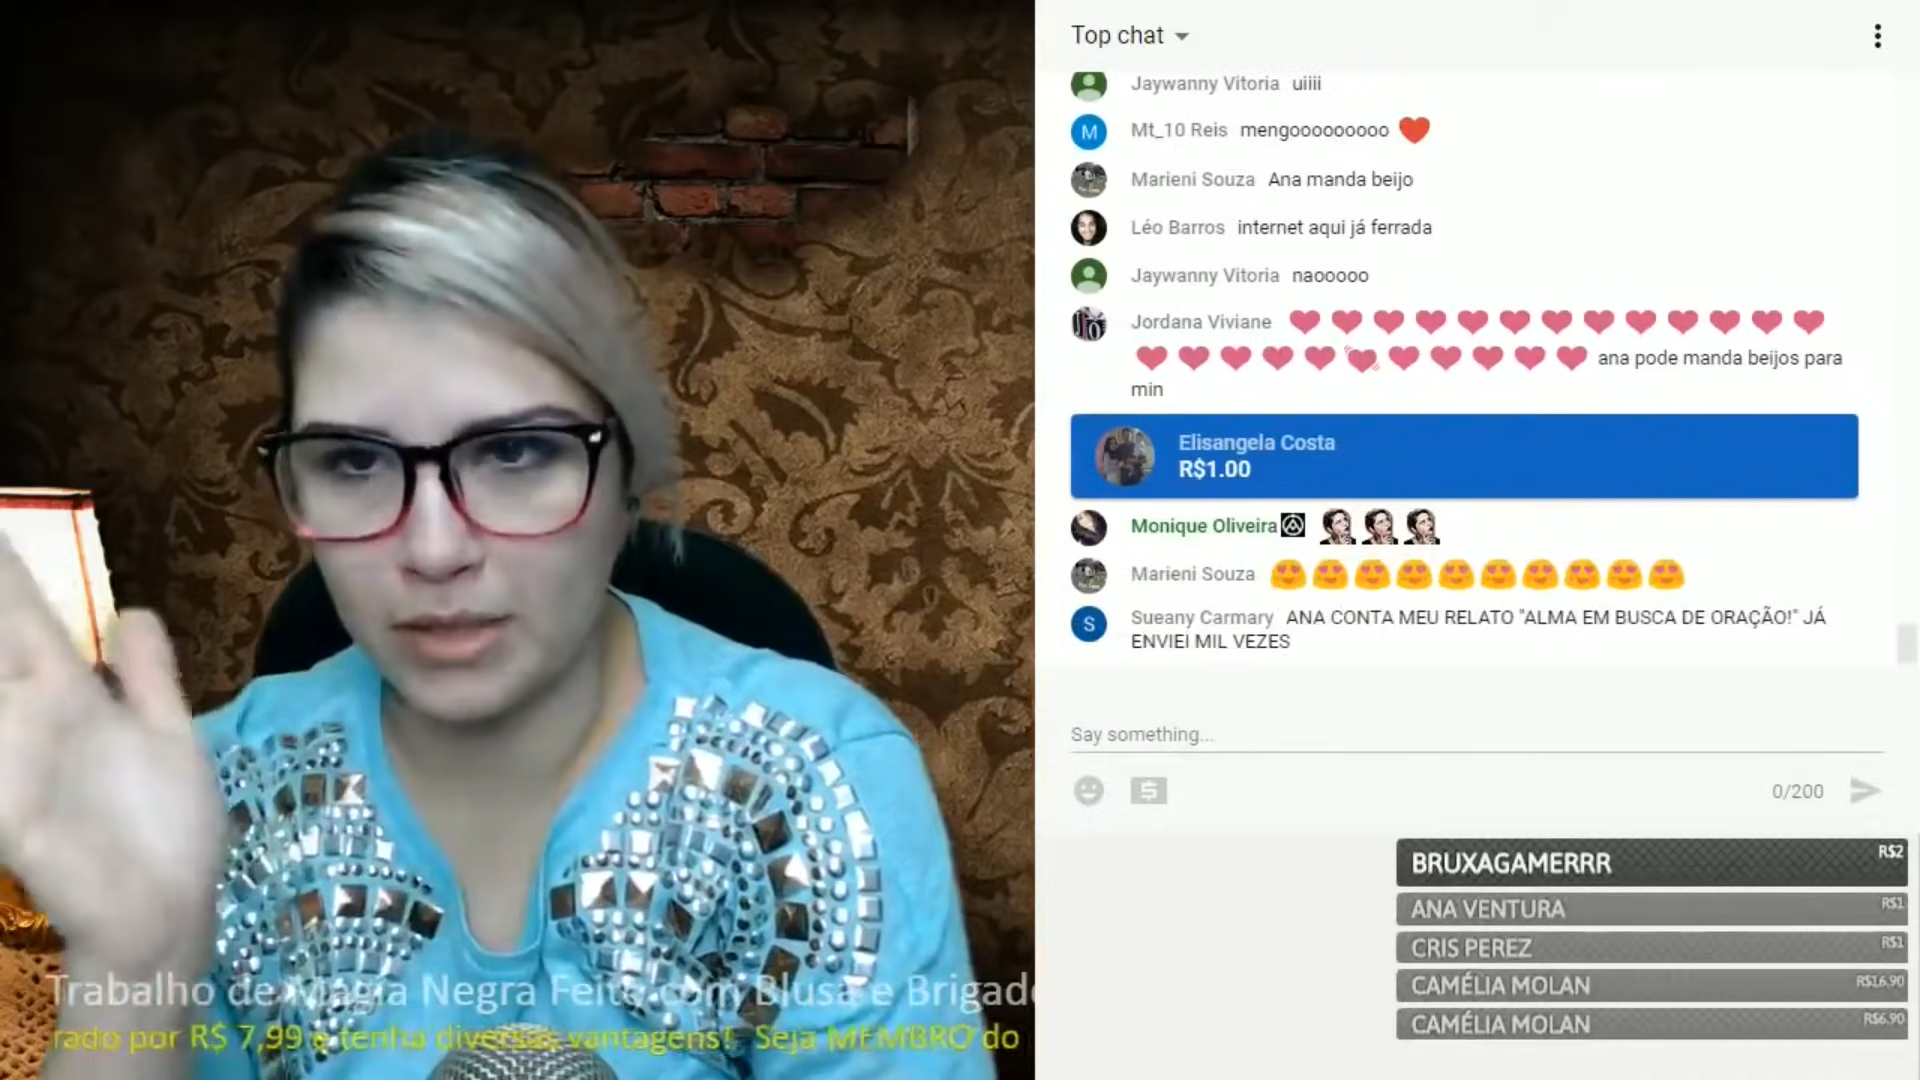 Top chat
Jaywanny Vitoria uiiii
M Mt_10 Reis mengooooooooo
Marieni Souza Ana manda beijo
Léo Barros internet aqui já ferrada
Jaywanny Vitoria naooooo
Jordana Viviane
ana pode manda beijos para
min
Elisangela Costa
R$1.00
Monique Oliveira
Marieni Souza
S Sueany Carmary ANA CONTA MEU RELATO "ALMA EM BUSCA DE ORAÇÃO!" JÁ
ENVIEI MIL VEZES
Say something...
0/200
BRUXAGAMERRR R$2
ANA VENTURA R$1
CRIS PEREZ R$1
CAMÉLIA MOLAN R$16.90
CAMÉLIA MOLAN R$6.90
Trabalho de Magia Negra Feito com Blusa e Brigad
rado por R$ 7,99 e tenha diversas vantagens! Seja MEMBRO do